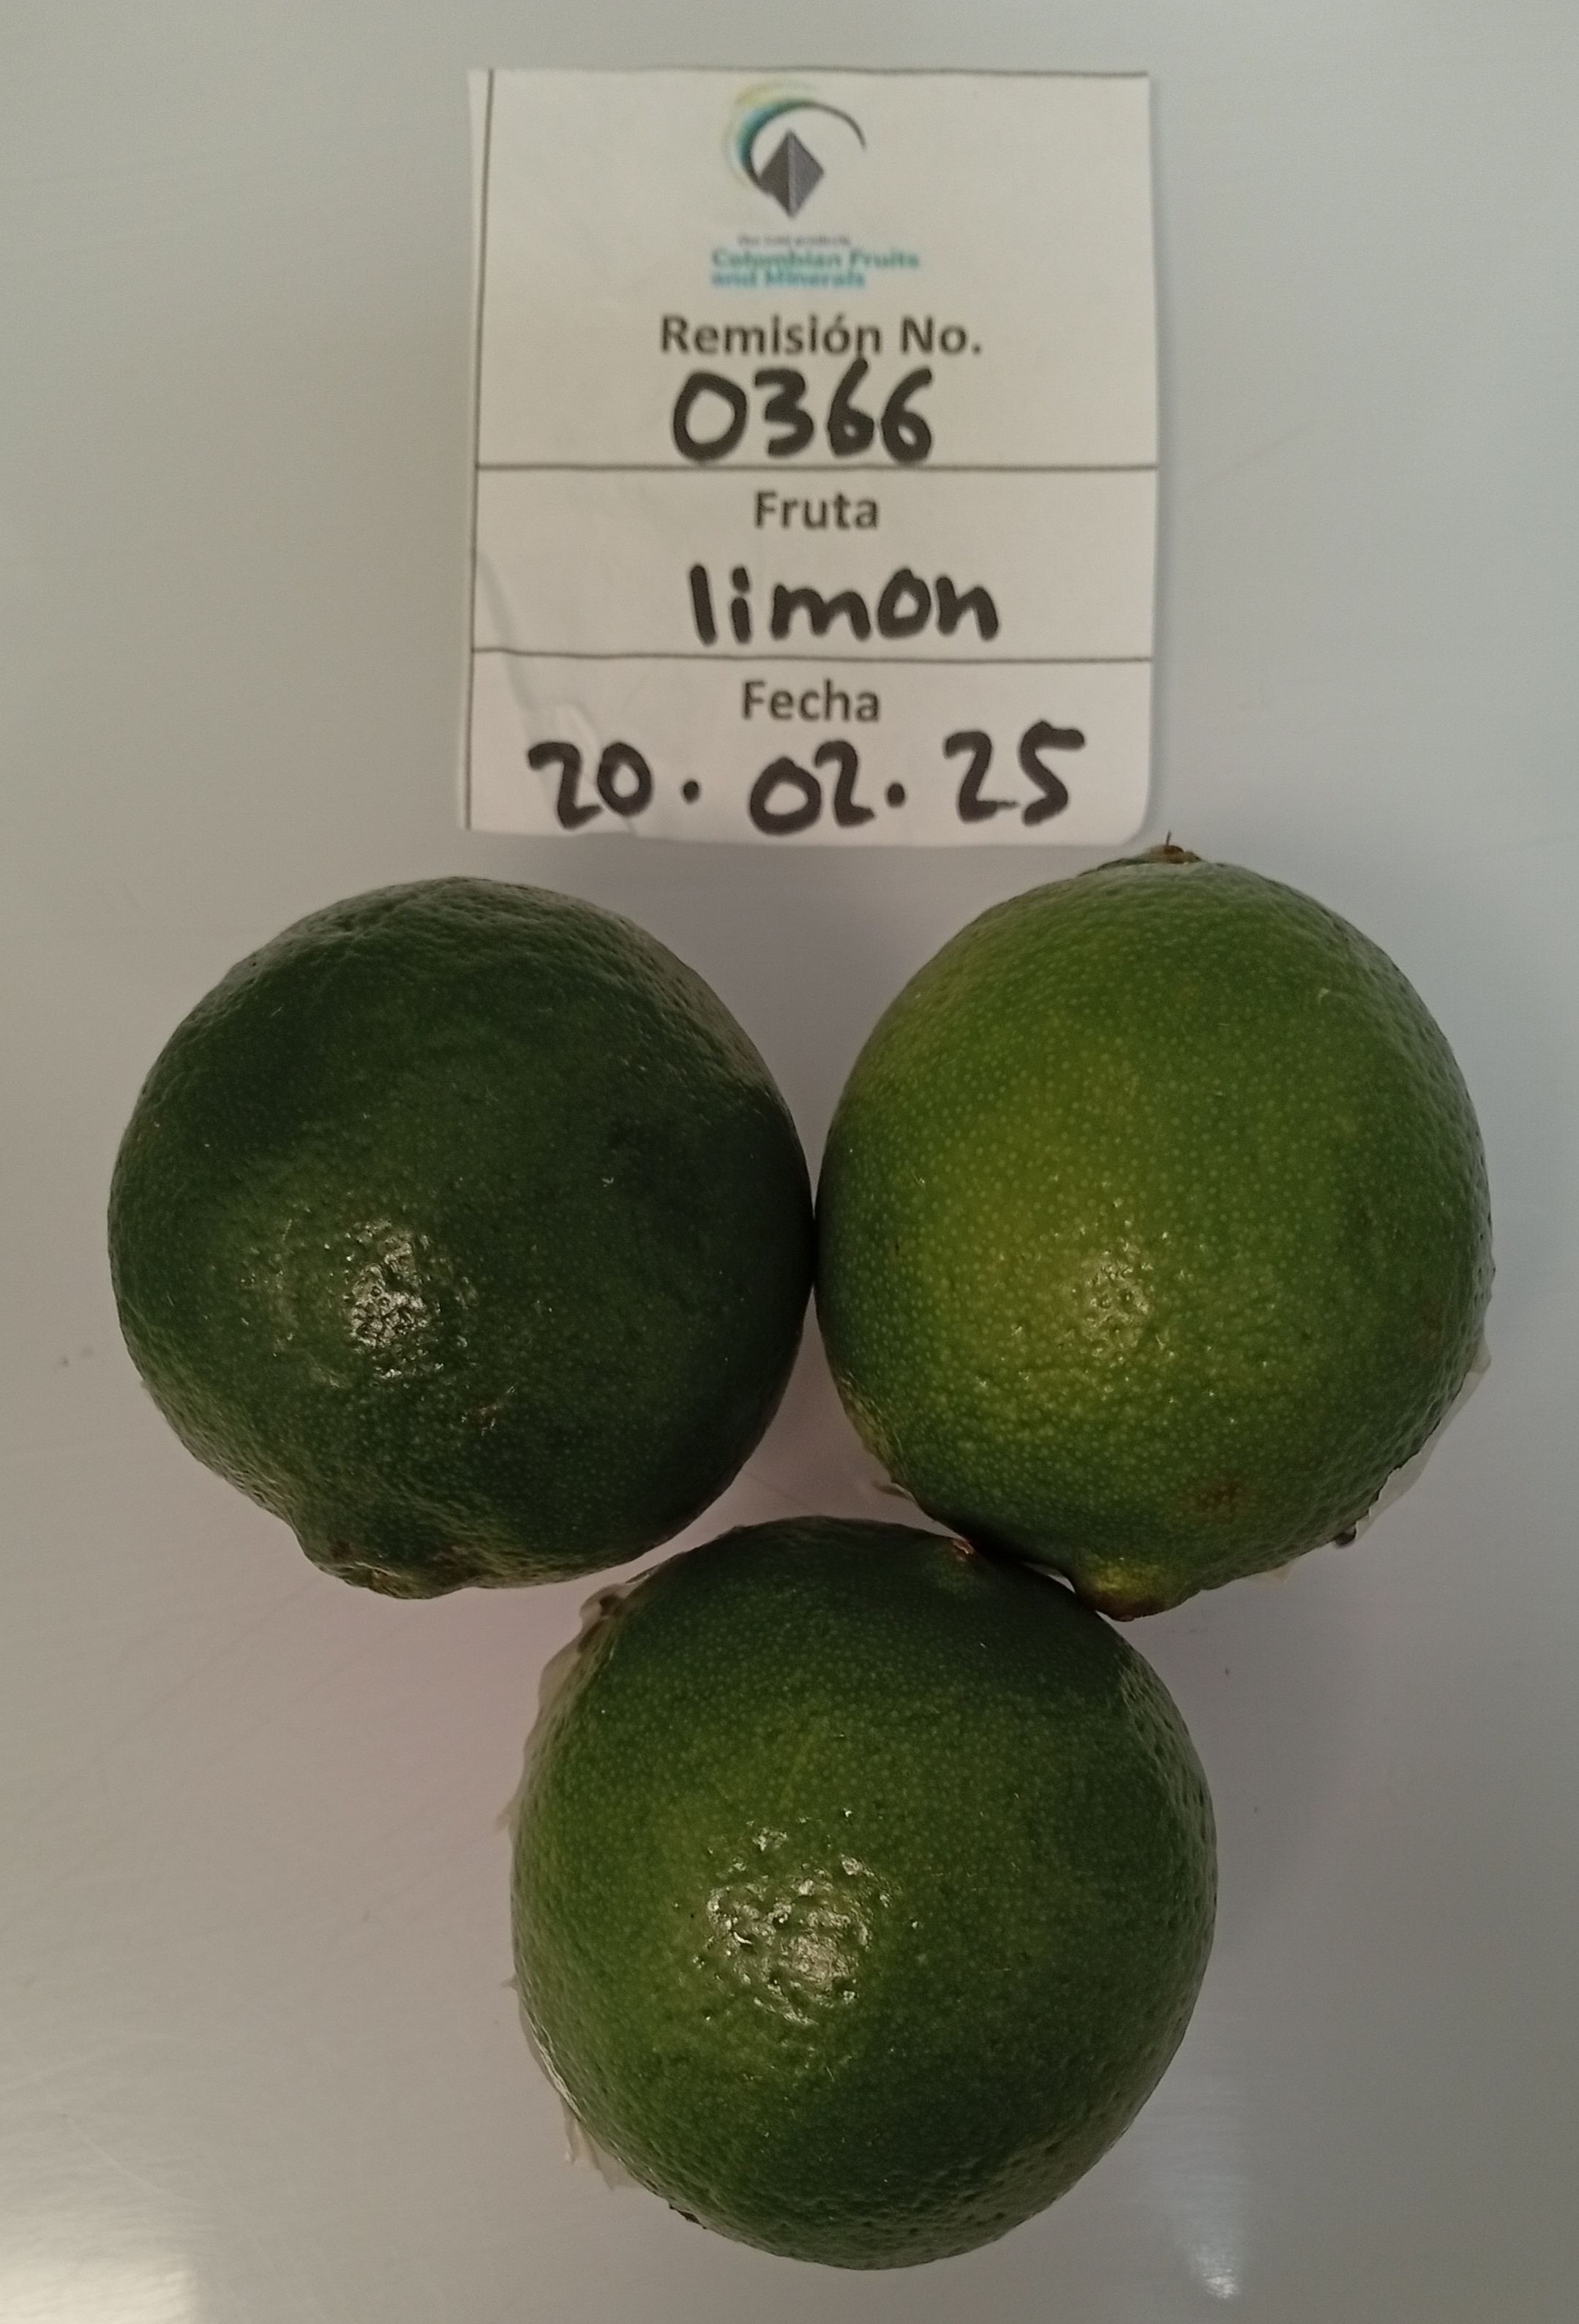 Colombian Fruits
and Minerals
Remisión No.
0366
Fruta
limon
Fecha
20.02.25